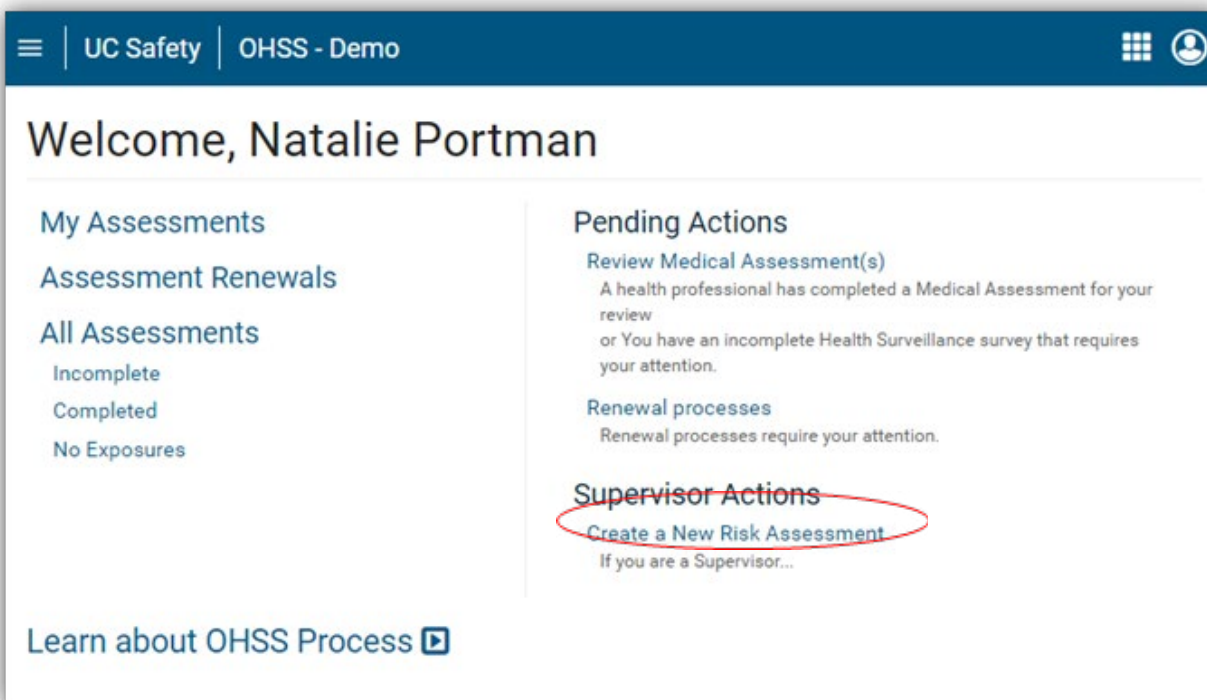 UC Safety OHSS - Demo
Welcome, Natalie Portman
My Assessments
Assessment Renewals
All Assessments
Incomplete
Completed
No Exposures
Pending Actions
Review Medical Assessment(s)
A health professional has completed a Medical Assessment for your
review
or You have an incomplete Health Surveillance survey that requires
your attention.
Renewal processes
Renewal processes require your attention.
Supervisor Actions
Create a New Risk Assessment
If you are a Supervisor...
Learn about OHSS Process